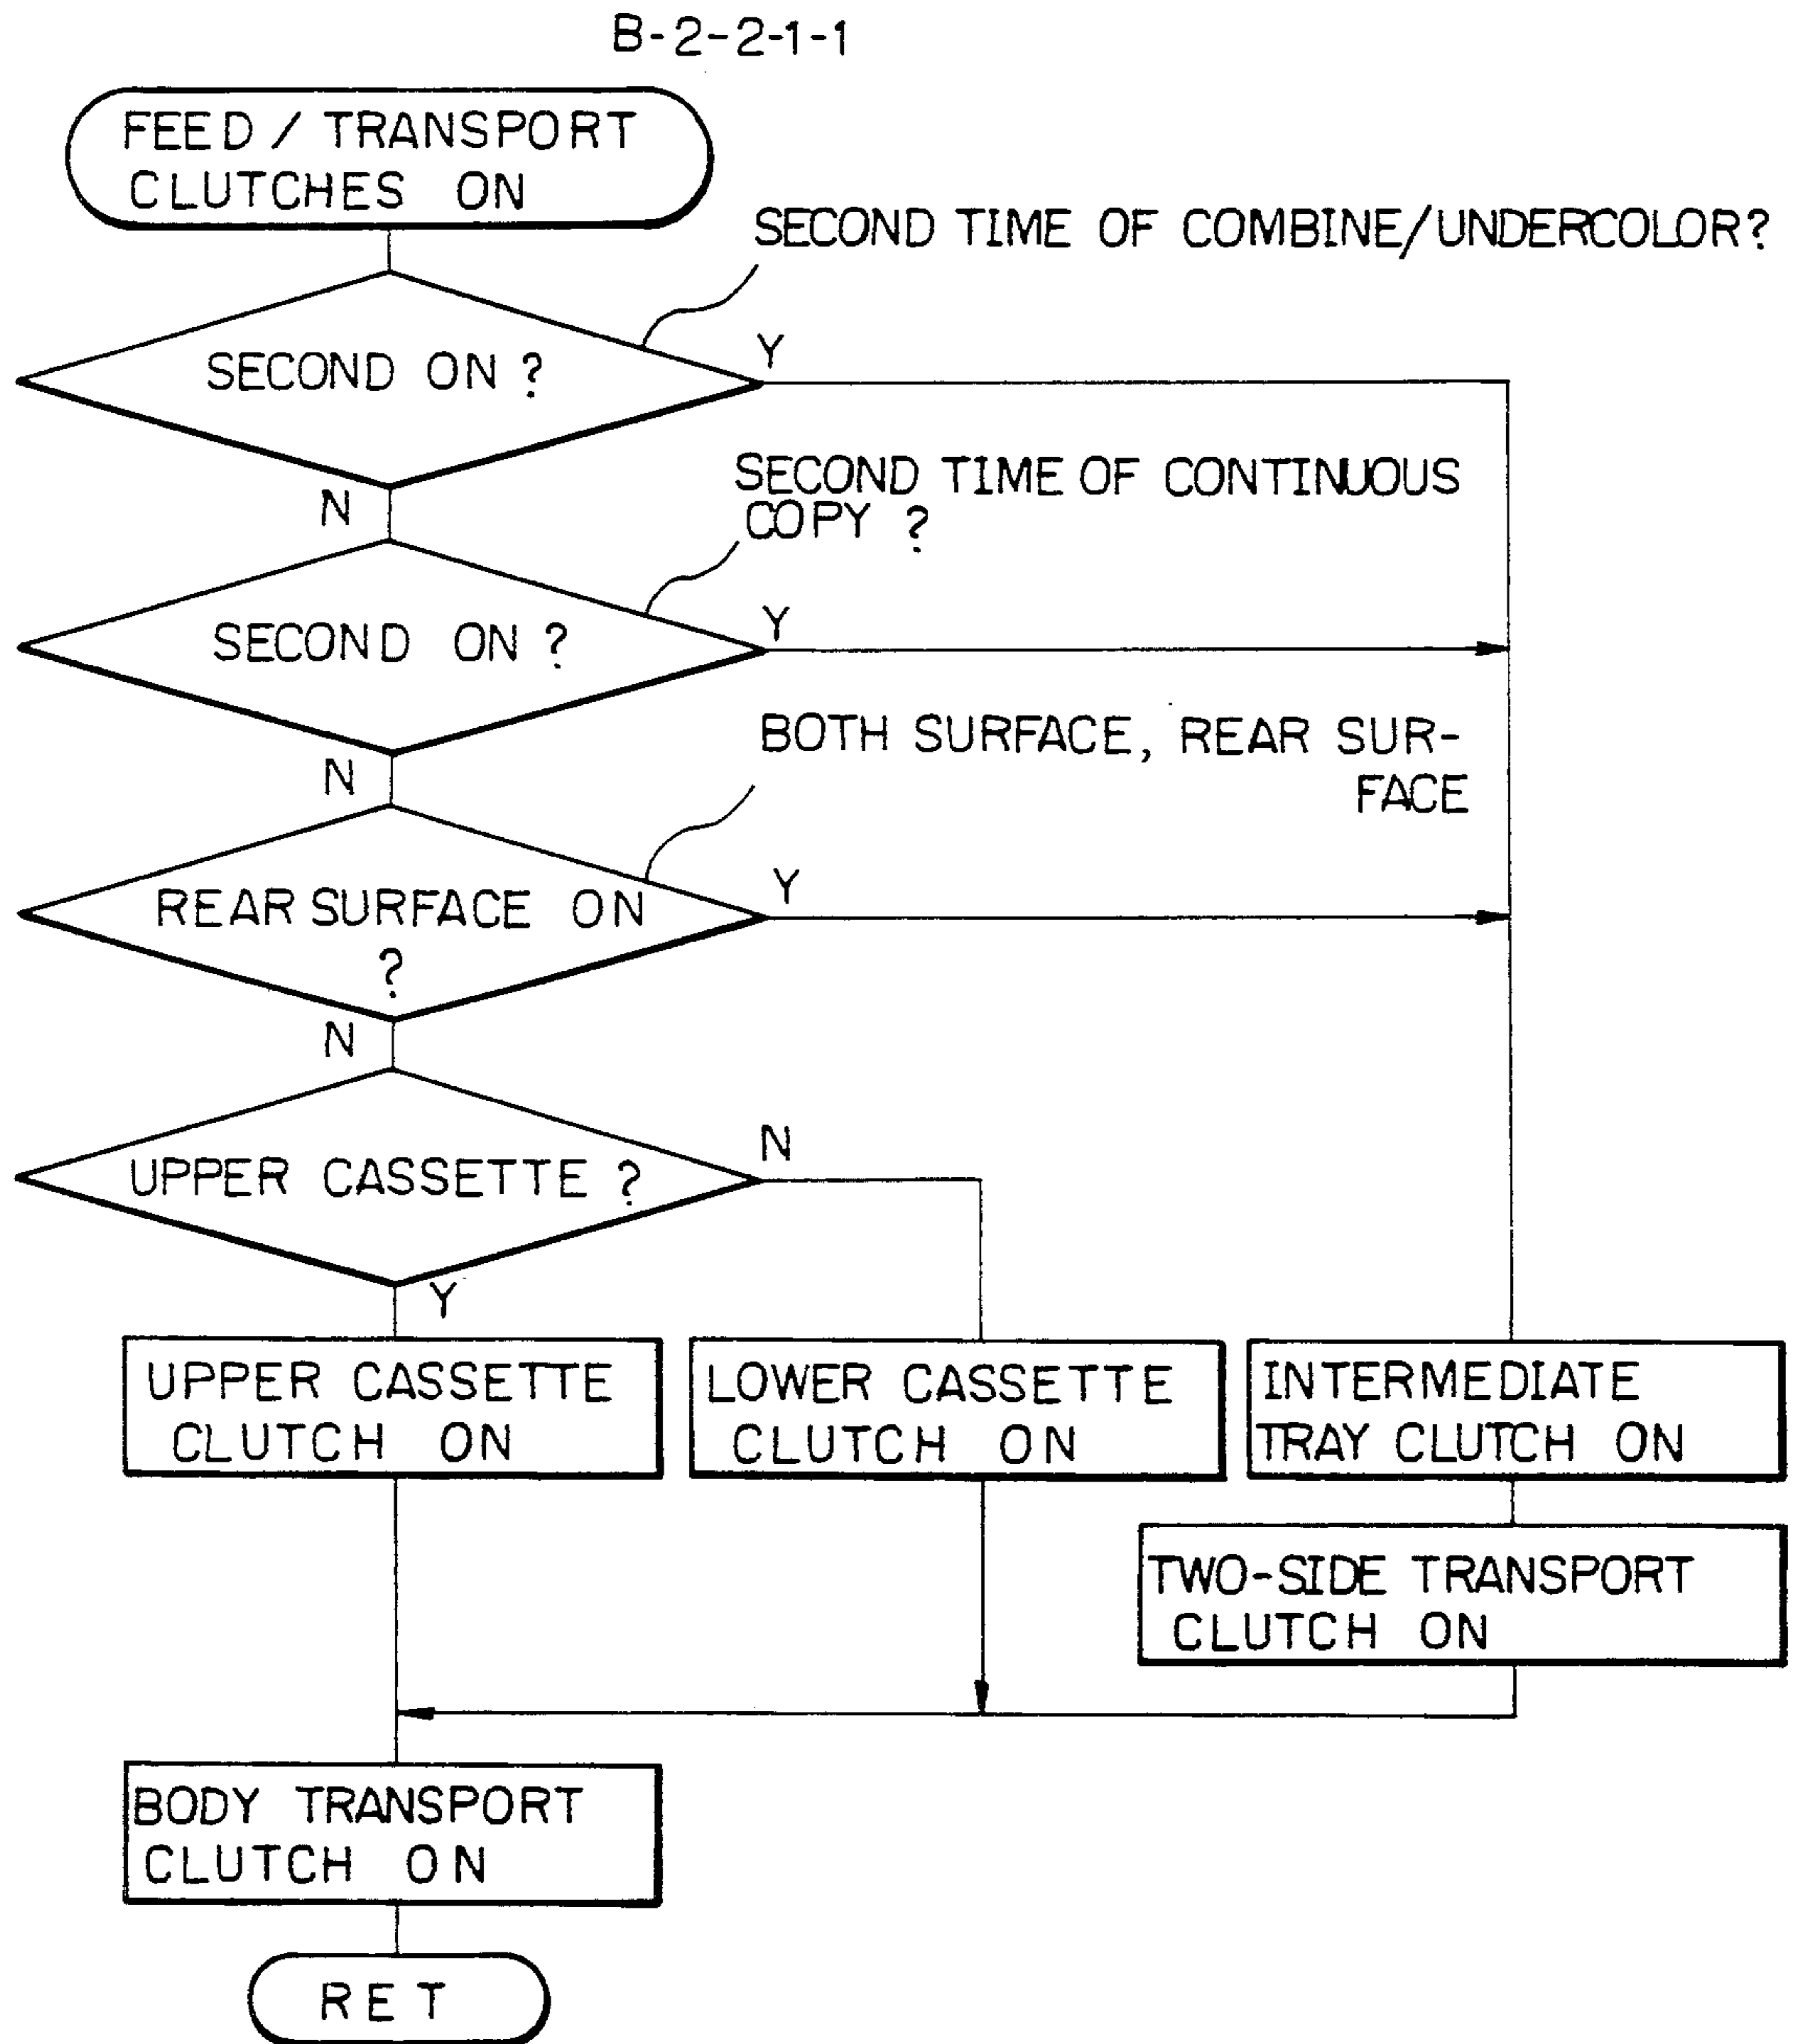 B-2-2-1-1
FEED / TRANSPORT
CLUTCHES ON
SECOND TIME OF COMBINE/UNDERCOLOR?
SECOND ON ?
Y
N
SECOND TIME OF CONTINUOUS
COPY ?
SECOND ON ?
Y
N
BOTH SURFACE, REAR SUR-
FACE
REAR SURFACE ON
?
Y
N
UPPER CASSETTE ?
N
Y
UPPER CASSETTE
CLUTCH ON
LOWER CASSETTE
CLUTCH ON
INTERMEDIATE
TRAY CLUTCH ON
TWO-SIDE TRANSPORT
CLUTCH ON
BODY TRANSPORT
CLUTCH ON
RET